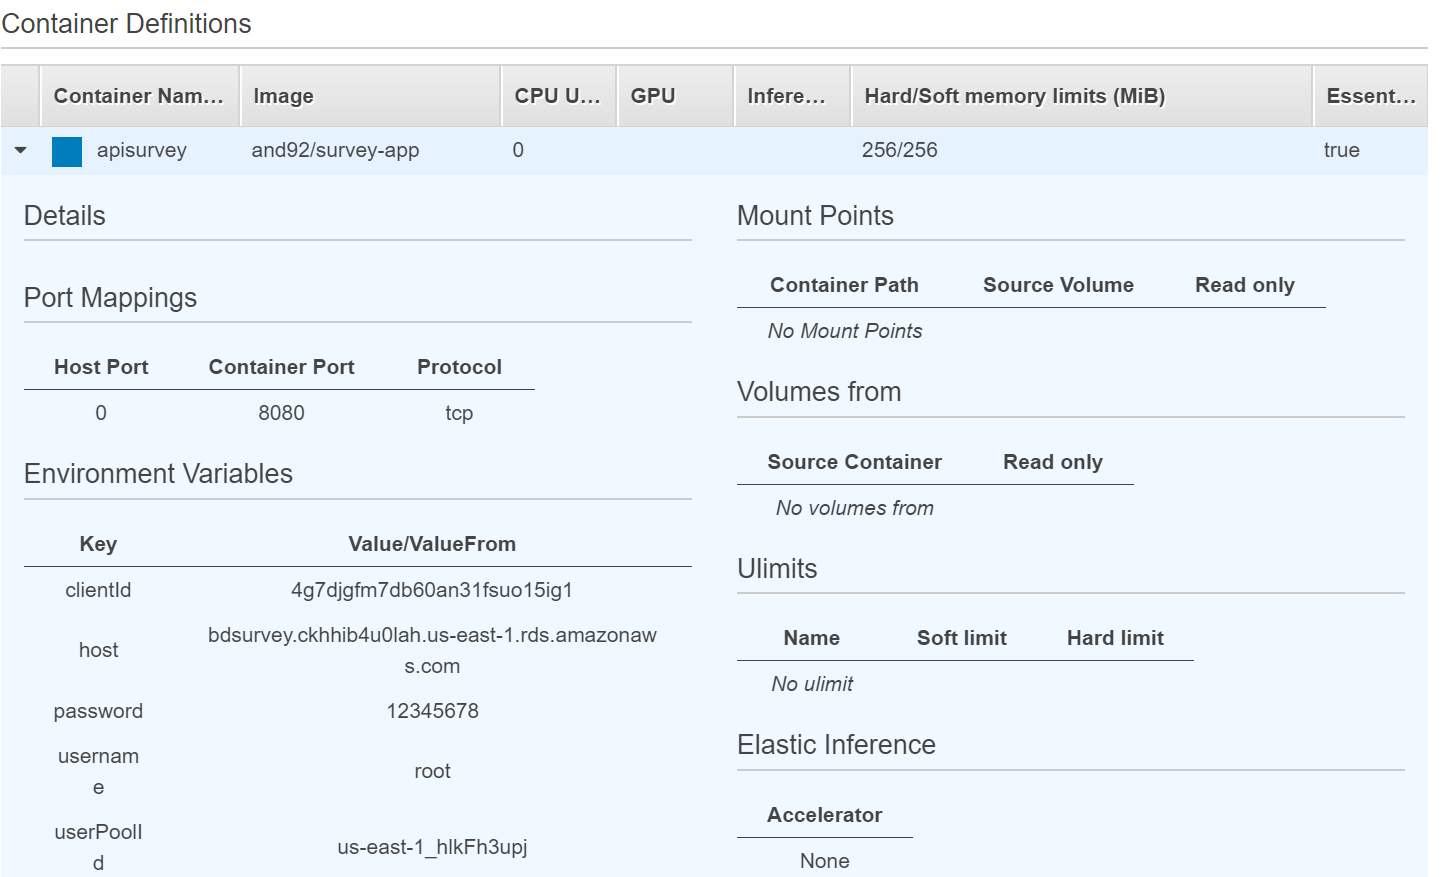 Container Definitions
Container Nam... Image CPU U... GPU Infere... Hard/Soft memory limits (MiB) Essent...
apisurvey and92/survey-app 0 256/256 true
Details
Port Mappings
Host Port Container Port Protocol
0 8080 tcp
Environment Variables
Key Value/ValueFrom
clientId 4g7djgfm7db60an31fsuo15ig1
host bdsurvey.ckhhib4u0lah.us-east-1.rds.amazonaw
s.com
password 12345678
usernam
e root
userPoolI
d us-east-1_hlkFh3upj
Mount Points
Container Path Source Volume Read only
No Mount Points
Volumes from
Source Container Read only
No volumes from
Ulimits
Name Soft limit Hard limit
No ulimit
Elastic Inference
Accelerator
None